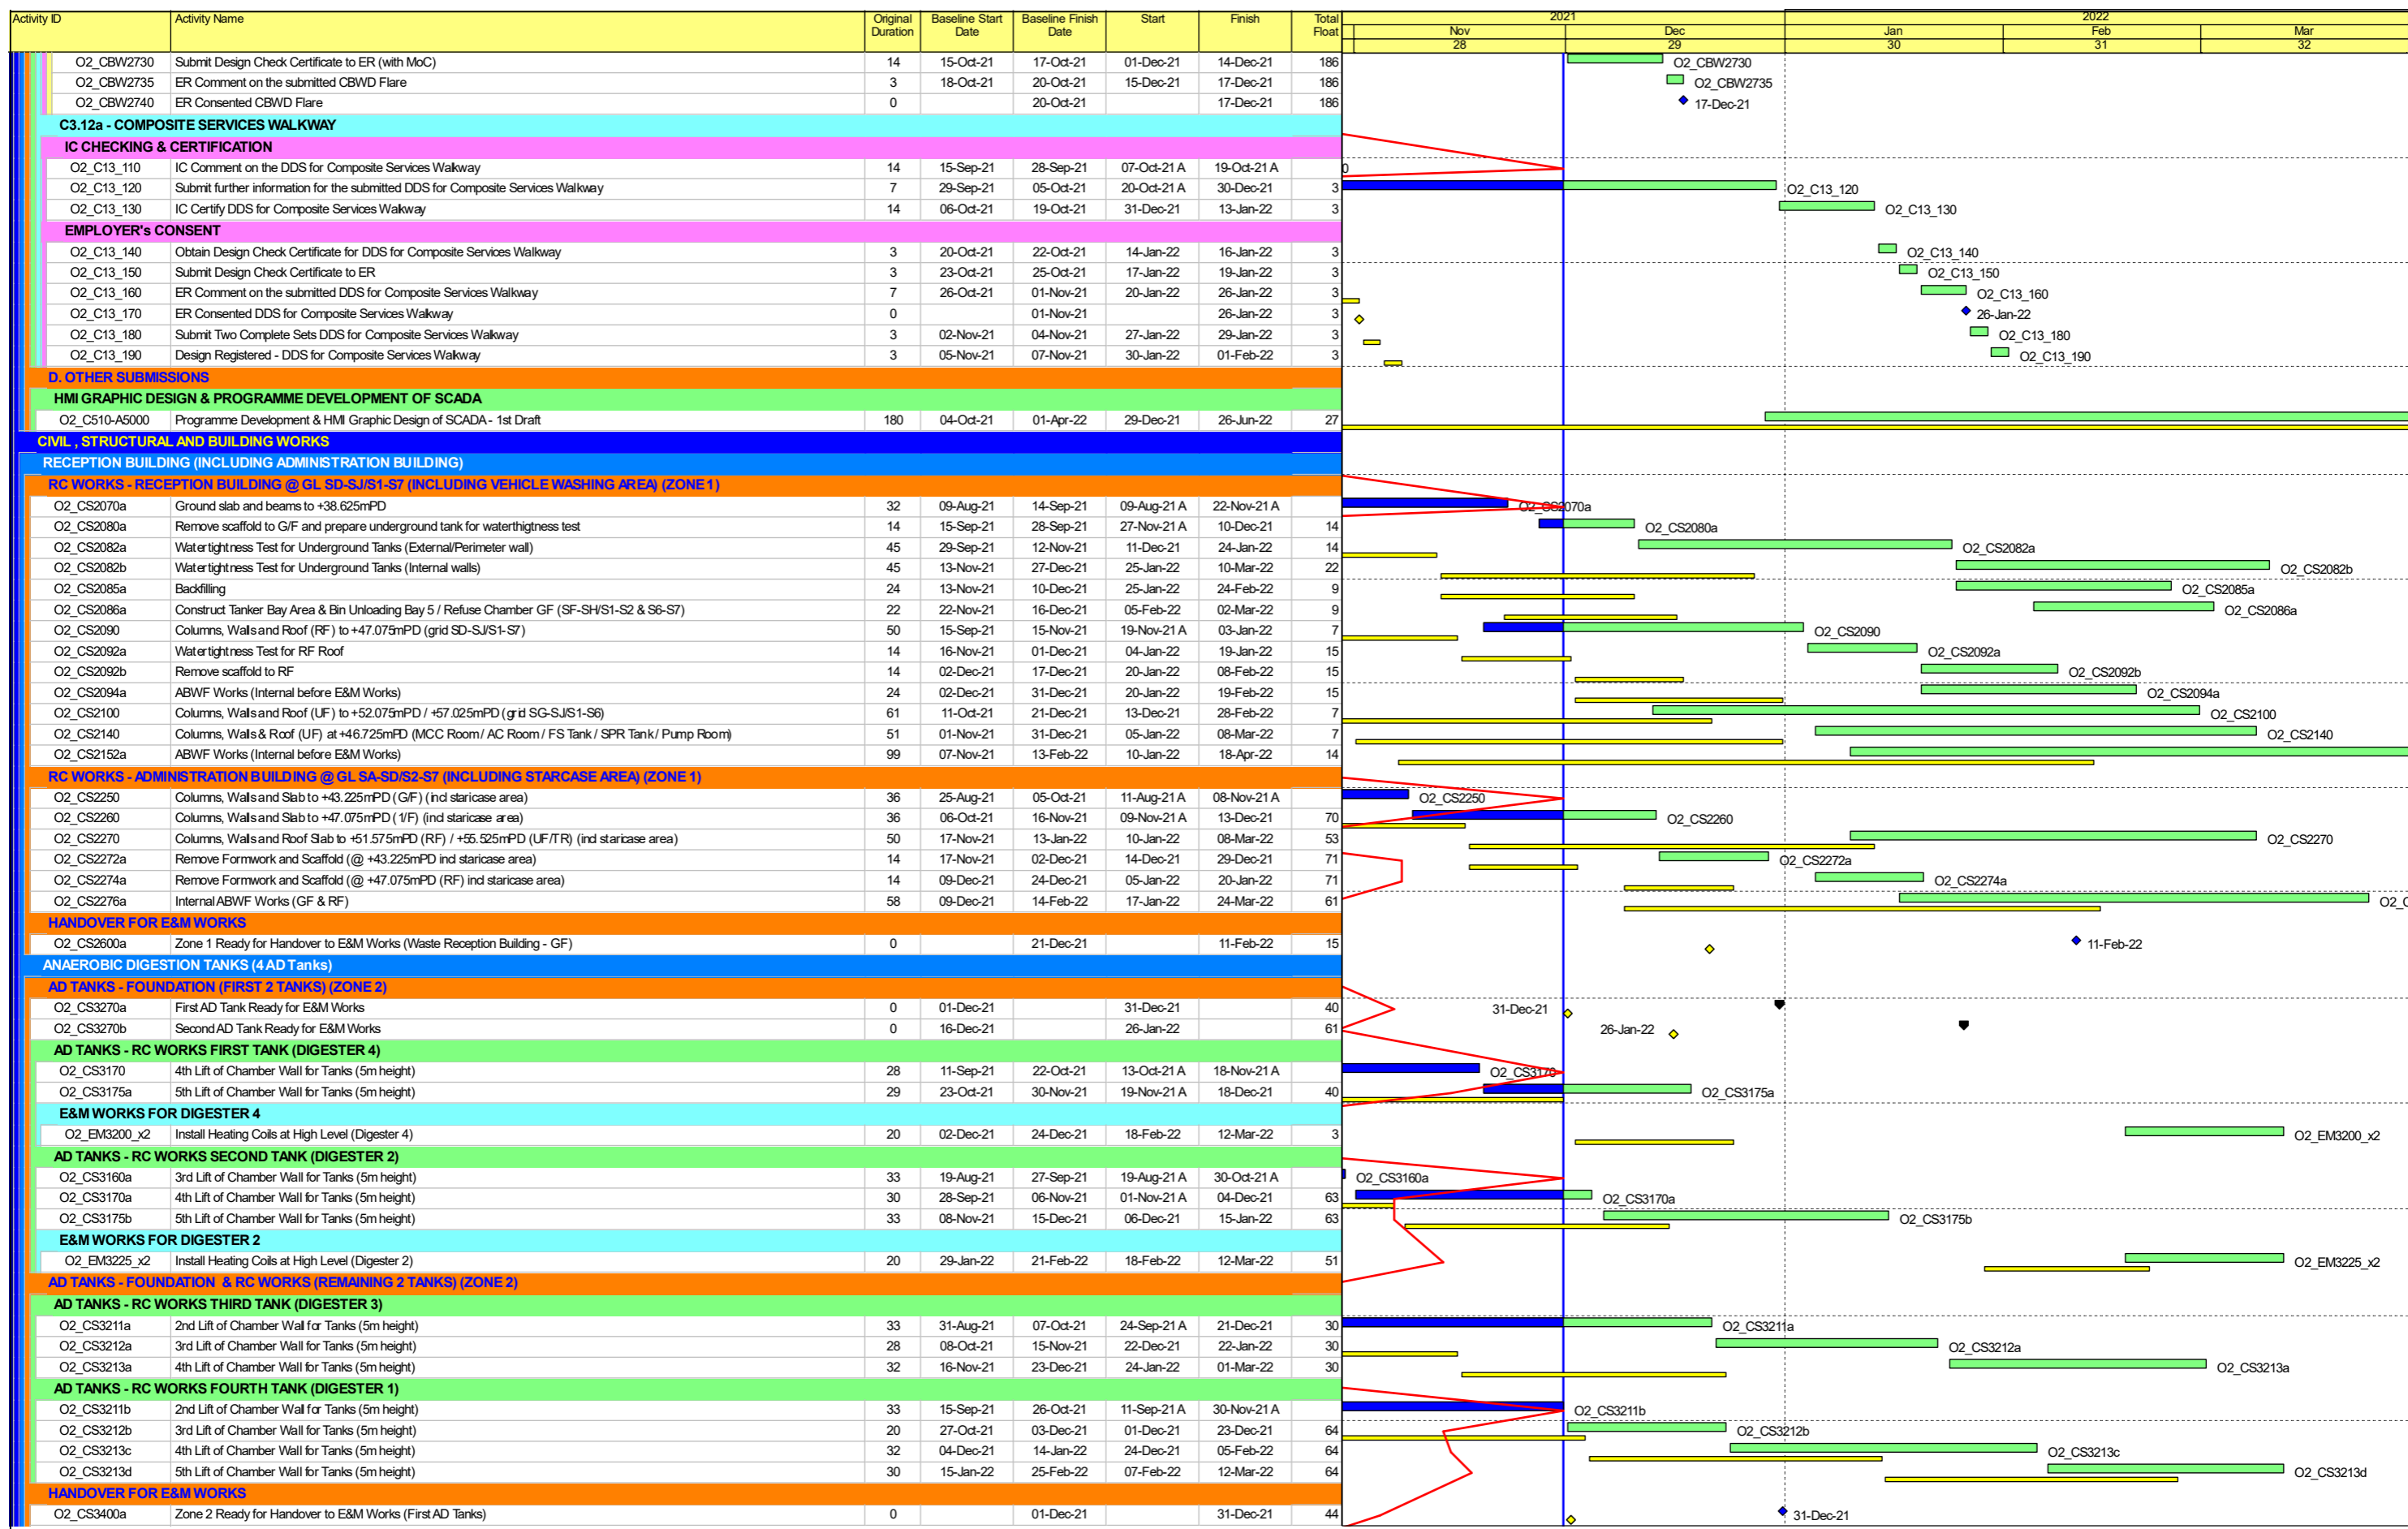 Activity ID Activity Name Original Duration Baseline Start Date Baseline Finish Date Start Finish Total Float 2021 2022
Nov Dec Jan Feb Mar
28 29 30 31 32
O2_CBW2730 Submit Design Check Certificate to ER (with MoC) 14 15-Oct-21 17-Oct-21 01-Dec-21 14-Dec-21 186 O2_CBW2730
O2_CBW2735 ER Comment on the submitted CBWD Flare 3 18-Oct-21 20-Oct-21 15-Dec-21 17-Dec-21 186 O2_CBW2735
O2_CBW2740 ER Consented CBWD Flare 0 20-Oct-21 17-Dec-21 186 17-Dec-21
C3.12a - COMPOSITE SERVICES WALKWAY
IC CHECKING & CERTIFICATION
O2_C13_110 IC Comment on the DDS for Composite Services Walkway 14 15-Sep-21 28-Sep-21 07-Oct-21 A 19-Oct-21 A
O2_C13_120 Submit further information for the submitted DDS for Composite Services Walkway 7 29-Sep-21 05-Oct-21 20-Oct-21 A 30-Dec-21 3 O2_C13_120
O2_C13_130 IC Certify DDS for Composite Services Walkway 14 06-Oct-21 19-Oct-21 31-Dec-21 13-Jan-22 3 O2_C13_130
EMPLOYER's CONSENT
O2_C13_140 Obtain Design Check Certificate for DDS for Composite Services Walkway 3 20-Oct-21 22-Oct-21 14-Jan-22 16-Jan-22 3 O2_C13_140
O2_C13_150 Submit Design Check Certificate to ER 3 23-Oct-21 25-Oct-21 17-Jan-22 19-Jan-22 3 O2_C13_150
O2_C13_160 ER Comment on the submitted DDS for Composite Services Walkway 7 26-Oct-21 01-Nov-21 20-Jan-22 26-Jan-22 3 O2_C13_160
O2_C13_170 ER Consented DDS for Composite Services Walkway 0 01-Nov-21 26-Jan-22 3 26-Jan-22
O2_C13_180 Submit Two Complete Sets DDS for Composite Services Walkway 3 02-Nov-21 04-Nov-21 27-Jan-22 29-Jan-22 3 O2_C13_180
O2_C13_190 Design Registered - DDS for Composite Services Walkway 3 05-Nov-21 07-Nov-21 30-Jan-22 01-Feb-22 3 O2_C13_190
D. OTHER SUBMISSIONS
HMI GRAPHIC DESIGN & PROGRAMME DEVELOPMENT OF SCADA
O2_C510-A5000 Programme Development & HMI Graphic Design of SCADA - 1st Draft 180 04-Oct-21 01-Apr-22 29-Dec-21 26-Jun-22 27
CIVIL , STRUCTURAL AND BUILDING WORKS
RECEPTION BUILDING (INCLUDING ADMINISTRATION BUILDING)
RC WORKS - RECEPTION BUILDING @ GL SD-SJ/S1-S7 (INCLUDING VEHICLE WASHING AREA) (ZONE 1)
O2_CS2070a Ground slab and beams to +38.625mPD 32 09-Aug-21 14-Sep-21 09-Aug-21 A 22-Nov-21 A O2_CS2070a
O2_CS2080a Remove scaffold to G/F and prepare underground tank for waterthigtness test 14 15-Sep-21 28-Sep-21 27-Nov-21 A 10-Dec-21 14 O2_CS2080a
O2_CS2082a Watertightness Test for Underground Tanks (External/Perimeter wall) 45 29-Sep-21 12-Nov-21 11-Dec-21 24-Jan-22 14 O2_CS2082a
O2_CS2082b Watertightness Test for Underground Tanks (Internal walls) 45 13-Nov-21 27-Dec-21 25-Jan-22 10-Mar-22 22 O2_CS2082b
O2_CS2085a Backfilling 24 13-Nov-21 10-Dec-21 25-Jan-22 24-Feb-22 9 O2_CS2085a
O2_CS2086a Construct Tanker Bay Area & Bin Unloading Bay 5 / Refuse Chamber GF (SF-SH/S1-S2 & S6-S7) 22 22-Nov-21 16-Dec-21 05-Feb-22 02-Mar-22 9 O2_CS2086a
O2_CS2090 Columns, Walls and Roof (RF) to +47.075mPD (grid SD-SJ/S1-S7) 50 15-Sep-21 15-Nov-21 19-Nov-21 A 03-Jan-22 7 O2_CS2090
O2_CS2092a Watertightness Test for RF Roof 14 16-Nov-21 01-Dec-21 04-Jan-22 19-Jan-22 15 O2_CS2092a
O2_CS2092b Remove scaffold to RF 14 02-Dec-21 17-Dec-21 20-Jan-22 08-Feb-22 15 O2_CS2092b
O2_CS2094a ABWF Works (Internal before E&M Works) 24 02-Dec-21 31-Dec-21 20-Jan-22 19-Feb-22 15 O2_CS2094a
O2_CS2100 Columns, Walls and Roof (UF) to +52.075mPD / +57.025mPD (grid SG-SJ/S1-S6) 61 11-Oct-21 21-Dec-21 13-Dec-21 28-Feb-22 7 O2_CS2100
O2_CS2140 Columns, Walls & Roof (UF) at +46.725mPD (MCC Room / AC Room / FS Tank / SPR Tank / Pump Room) 51 01-Nov-21 31-Dec-21 05-Jan-22 08-Mar-22 7 O2_CS2140
O2_CS2152a ABWF Works (Internal before E&M Works) 99 07-Nov-21 13-Feb-22 10-Jan-22 18-Apr-22 14
RC WORKS - ADMINISTRATION BUILDING @ GL SA-SD/S2-S7 (INCLUDING STARCASE AREA) (ZONE 1)
O2_CS2250 Columns, Walls and Slab to +43.225mPD (G/F) (incl staricase area) 36 25-Aug-21 05-Oct-21 11-Aug-21 A 08-Nov-21 A O2_CS2250
O2_CS2260 Columns, Walls and Slab to +47.075mPD (1/F) (incl staricase area) 36 06-Oct-21 16-Nov-21 09-Nov-21 A 13-Dec-21 70 O2_CS2260
O2_CS2270 Columns, Walls and Roof Slab to +51.575mPD (RF) / +55.525mPD (UF/TR) (incl staricase area) 50 17-Nov-21 13-Jan-22 10-Jan-22 08-Mar-22 53 O2_CS2270
O2_CS2272a Remove Formwork and Scaffold (@ +43.225mPD incl staricase area) 14 17-Nov-21 02-Dec-21 14-Dec-21 29-Dec-21 71 O2_CS2272a
O2_CS2274a Remove Formwork and Scaffold (@ +47.075mPD (RF) incl staricase area) 14 09-Dec-21 24-Dec-21 05-Jan-22 20-Jan-22 71 O2_CS2274a
O2_CS2276a Internal ABWF Works (GF & RF) 58 09-Dec-21 14-Feb-22 17-Jan-22 24-Mar-22 61
HANDOVER FOR E&M WORKS
O2_CS2600a Zone 1 Ready for Handover to E&M Works (Waste Reception Building - GF) 0 21-Dec-21 11-Feb-22 15 11-Feb-22
ANAEROBIC DIGESTION TANKS (4 AD Tanks)
AD TANKS - FOUNDATION (FIRST 2 TANKS) (ZONE 2)
O2_CS3270a First AD Tank Ready for E&M Works 0 01-Dec-21 31-Dec-21 40 31-Dec-21
O2_CS3270b Second AD Tank Ready for E&M Works 0 16-Dec-21 26-Jan-22 61 26-Jan-22
AD TANKS - RC WORKS FIRST TANK (DIGESTER 4)
O2_CS3170 4th Lift of Chamber Wall for Tanks (5m height) 28 11-Sep-21 22-Oct-21 13-Oct-21 A 18-Nov-21 A O2_CS3170
O2_CS3175a 5th Lift of Chamber Wall for Tanks (5m height) 29 23-Oct-21 30-Nov-21 19-Nov-21 A 18-Dec-21 40 O2_CS3175a
E&M WORKS FOR DIGESTER 4
O2_EM3200_x2 Install Heating Coils at High Level (Digester 4) 20 02-Dec-21 24-Dec-21 18-Feb-22 12-Mar-22 3 O2_EM3200_x2
AD TANKS - RC WORKS SECOND TANK (DIGESTER 2)
O2_CS3160a 3rd Lift of Chamber Wall for Tanks (5m height) 33 19-Aug-21 27-Sep-21 19-Aug-21 A 30-Oct-21 A O2_CS3160a
O2_CS3170a 4th Lift of Chamber Wall for Tanks (5m height) 30 28-Sep-21 06-Nov-21 01-Nov-21 A 04-Dec-21 63 O2_CS3170a
O2_CS3175b 5th Lift of Chamber Wall for Tanks (5m height) 33 08-Nov-21 15-Dec-21 06-Dec-21 15-Jan-22 63 O2_CS3175b
E&M WORKS FOR DIGESTER 2
O2_EM3225_x2 Install Heating Coils at High Level (Digester 2) 20 29-Jan-22 21-Feb-22 18-Feb-22 12-Mar-22 51 O2_EM3225_x2
AD TANKS - FOUNDATION & RC WORKS (REMAINING 2 TANKS) (ZONE 2)
AD TANKS - RC WORKS THIRD TANK (DIGESTER 3)
O2_CS3211a 2nd Lift of Chamber Wall for Tanks (5m height) 33 31-Aug-21 07-Oct-21 24-Sep-21 A 21-Dec-21 30 O2_CS3211a
O2_CS3212a 3rd Lift of Chamber Wall for Tanks (5m height) 28 08-Oct-21 15-Nov-21 22-Dec-21 22-Jan-22 30 O2_CS3212a
O2_CS3213a 4th Lift of Chamber Wall for Tanks (5m height) 32 16-Nov-21 23-Dec-21 24-Jan-22 01-Mar-22 30 O2_CS3213a
AD TANKS - RC WORKS FOURTH TANK (DIGESTER 1)
O2_CS3211b 2nd Lift of Chamber Wall for Tanks (5m height) 33 15-Sep-21 26-Oct-21 11-Sep-21 A 30-Nov-21 A O2_CS3211b
O2_CS3212b 3rd Lift of Chamber Wall for Tanks (5m height) 20 27-Oct-21 03-Dec-21 01-Dec-21 23-Dec-21 64 O2_CS3212b
O2_CS3213c 4th Lift of Chamber Wall for Tanks (5m height) 32 04-Dec-21 14-Jan-22 24-Dec-21 05-Feb-22 64 O2_CS3213c
O2_CS3213d 5th Lift of Chamber Wall for Tanks (5m height) 30 15-Jan-22 25-Feb-22 07-Feb-22 12-Mar-22 64 O2_CS3213d
HANDOVER FOR E&M WORKS
O2_CS3400a Zone 2 Ready for Handover to E&M Works (First AD Tanks) 0 01-Dec-21 31-Dec-21 44 31-Dec-21